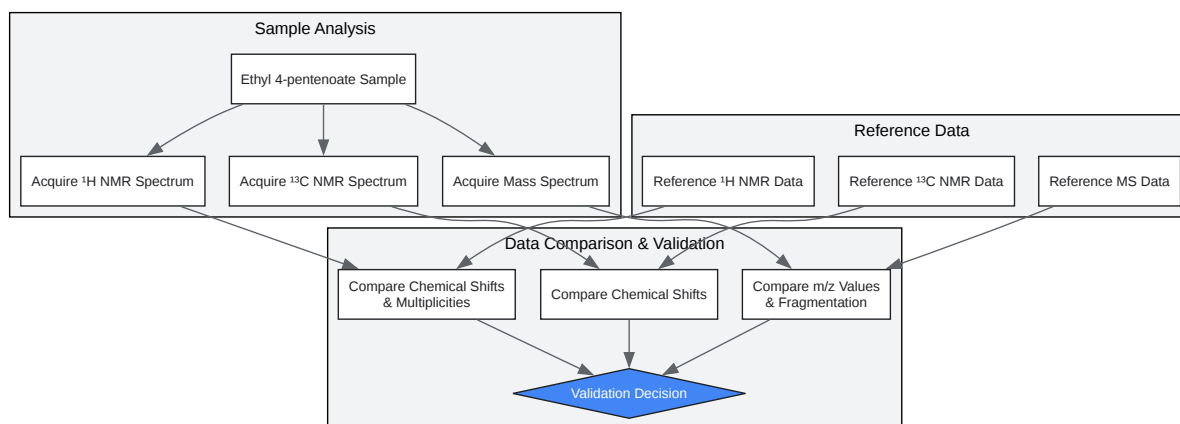 Sample Analysis
Ethyl 4-pentenoate Sample
Reference Data
Acquire ¹H NMR Spectrum
Acquire ¹³C NMR Spectrum
Acquire Mass Spectrum
Reference ¹H NMR Data
Reference ¹³C NMR Data
Reference MS Data
Data Comparison & Validation
Compare Chemical Shifts
& Multiplicities
Compare Chemical Shifts
Compare m/z Values
& Fragmentation
Validation Decision